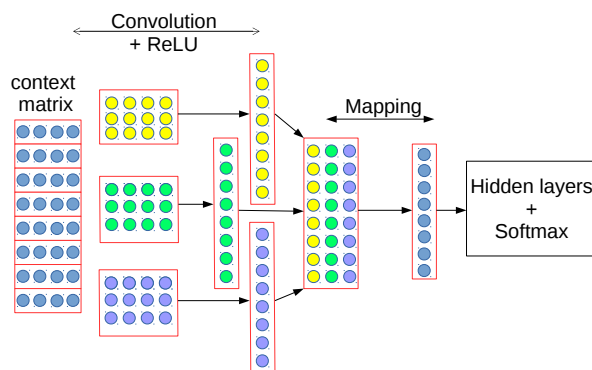 Convolution
+ ReLU
context
matrix
Mapping
Hidden layers
+
Softmax